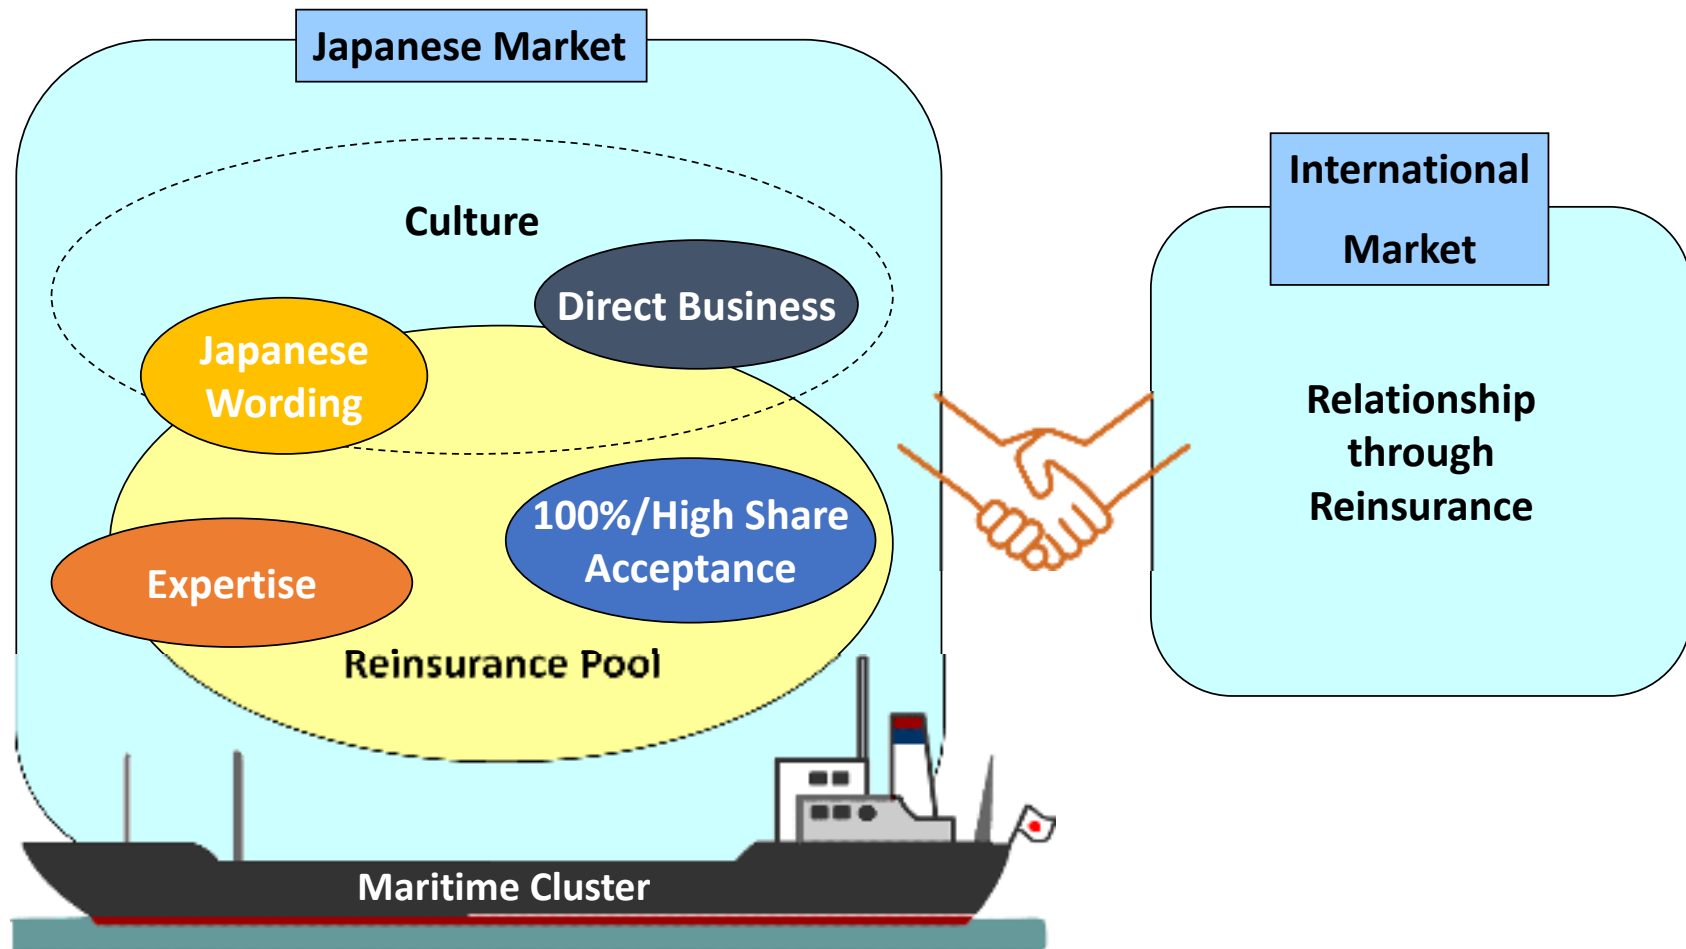 Japanese Market
International
Market
Culture
Direct Business
Japanese
Wording
Relationship
through
Reinsurance
100%/High Share
Acceptance
Expertise
Reinsurance Pool
Maritime Cluster